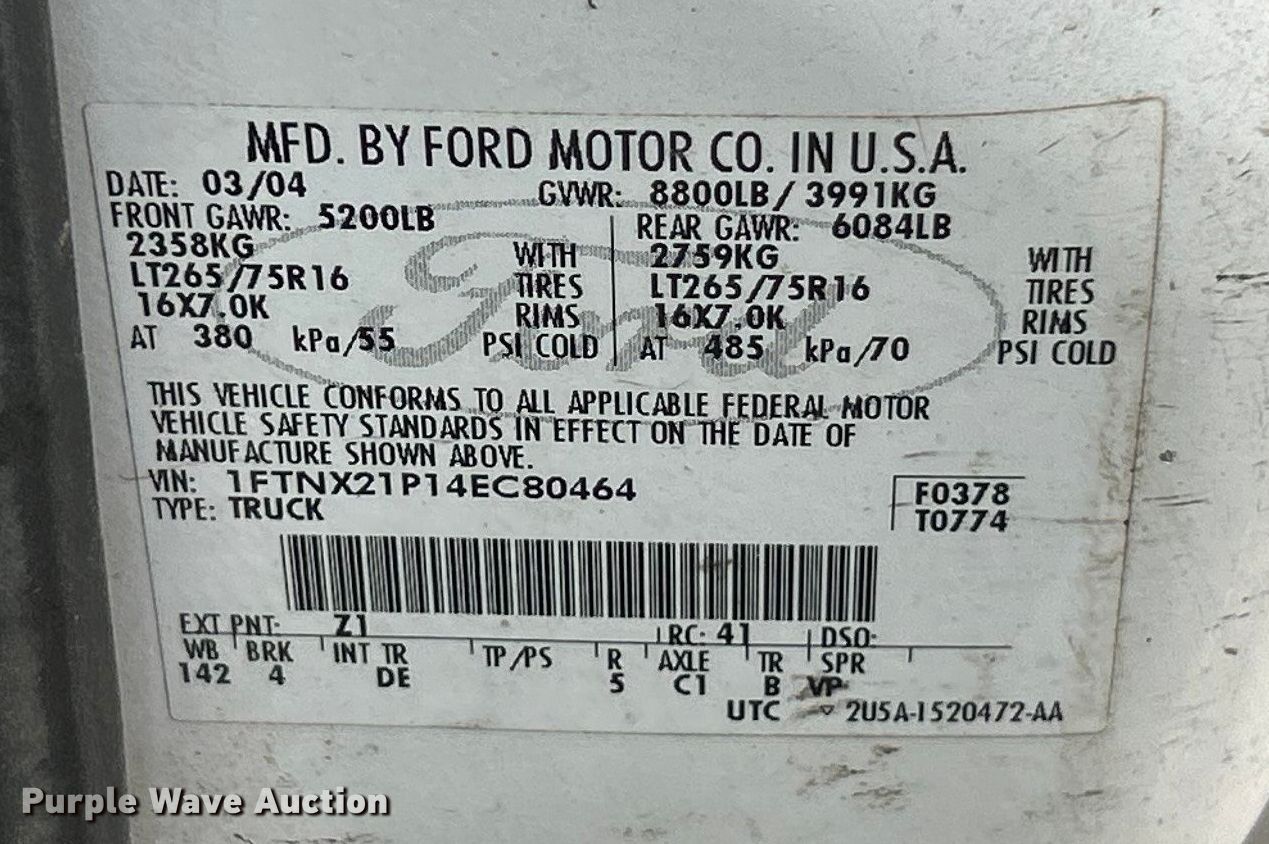 MFD. BY FORD MOTOR CO. IN U.S.A.
DATE: 03/04 GVWR: 8800LB / 3991KG
FRONT GAWR: 5200LB REAR GAWR: 6084LB
2358KG WITH 2759KG WITH
LT265/75R16 TIRES LT265/75R16 TIRES
16X7.0K RIMS 16X7.0K RIMS
AT 380 kPa/55 PSI COLD AT 485 kPa/70 PSI COLD
Ford
THIS VEHICLE CONFORMS TO ALL APPLICABLE FEDERAL MOTOR
VEHICLE SAFETY STANDARDS IN EFFECT ON THE DATE OF
MANUFACTURE SHOWN ABOVE.
VIN: 1FTNX21P14EC80464 F0378
TYPE: TRUCK T0774
EXT PNT: Z1 RC: 41 DSO:
WB BRK INT TR TP/PS R AXLE TR SPR
142 4 DE 5 C1 B VP
UTC ▽ 2U5A-1520472-AA
Purple Wave Auction